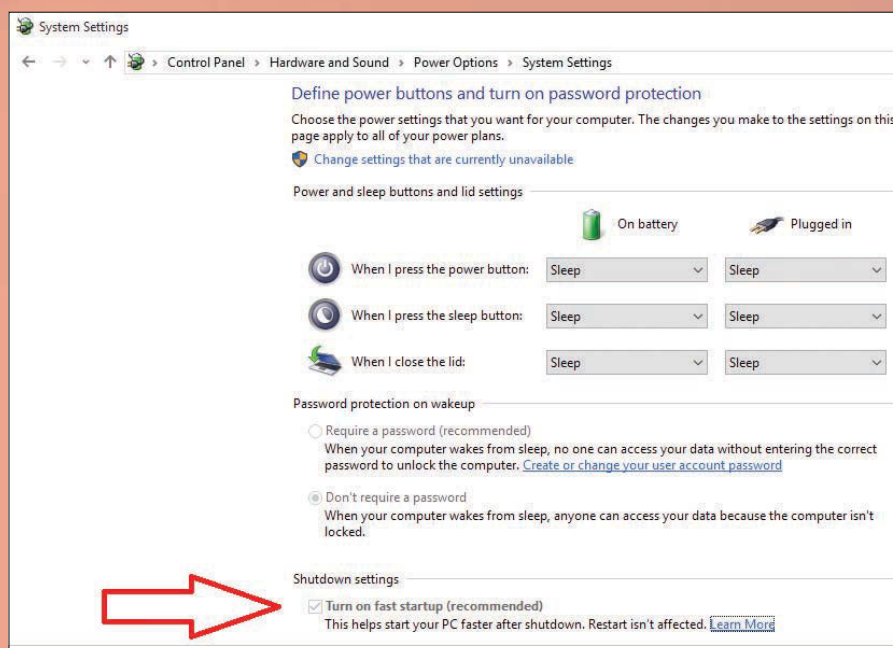 System Settings
Control Panel > Hardware and Sound > Power Options > System Settings
Define power buttons and turn on password protection
Choose the power settings that you want for your computer. The changes you make to the settings on this
page apply to all of your power plans.
Change settings that are currently unavailable
Power and sleep buttons and lid settings
On battery Plugged in
When I press the power button: Sleep Sleep
When I press the sleep button: Sleep Sleep
When I close the lid: Sleep Sleep
Password protection on wakeup
Require a password (recommended)
When your computer wakes from sleep, no one can access your data without entering the correct
password to unlock the computer. Create or change your user account password
Don't require a password
When your computer wakes from sleep, anyone can access your data because the computer isn't
locked.
Shutdown settings
Turn on fast startup (recommended)
This helps start your PC faster after shutdown. Restart isn't affected. Learn More